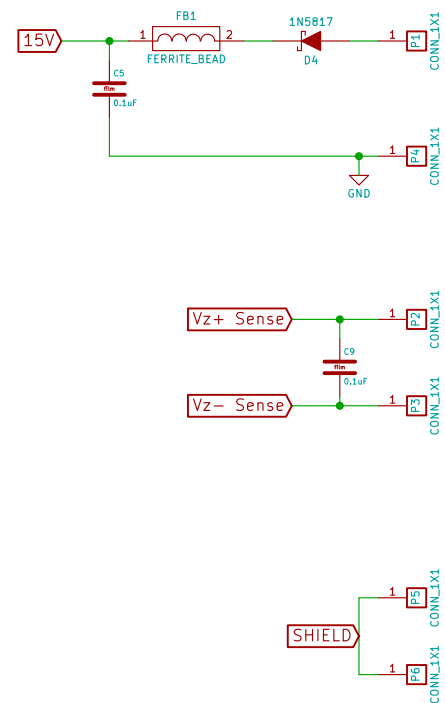 15V
FB1
1
2
FERRITE_BEAD
1N5817
D4
1
P1
CONN_1X1
C5
film
0.1uF
1
P4
CONN_1X1
GND
Vz+ Sense
1
P2
CONN_1X1
C9
film
0.1uF
Vz- Sense
1
P3
CONN_1X1
1
P5
CONN_1X1
SHIELD
1
P6
CONN_1X1